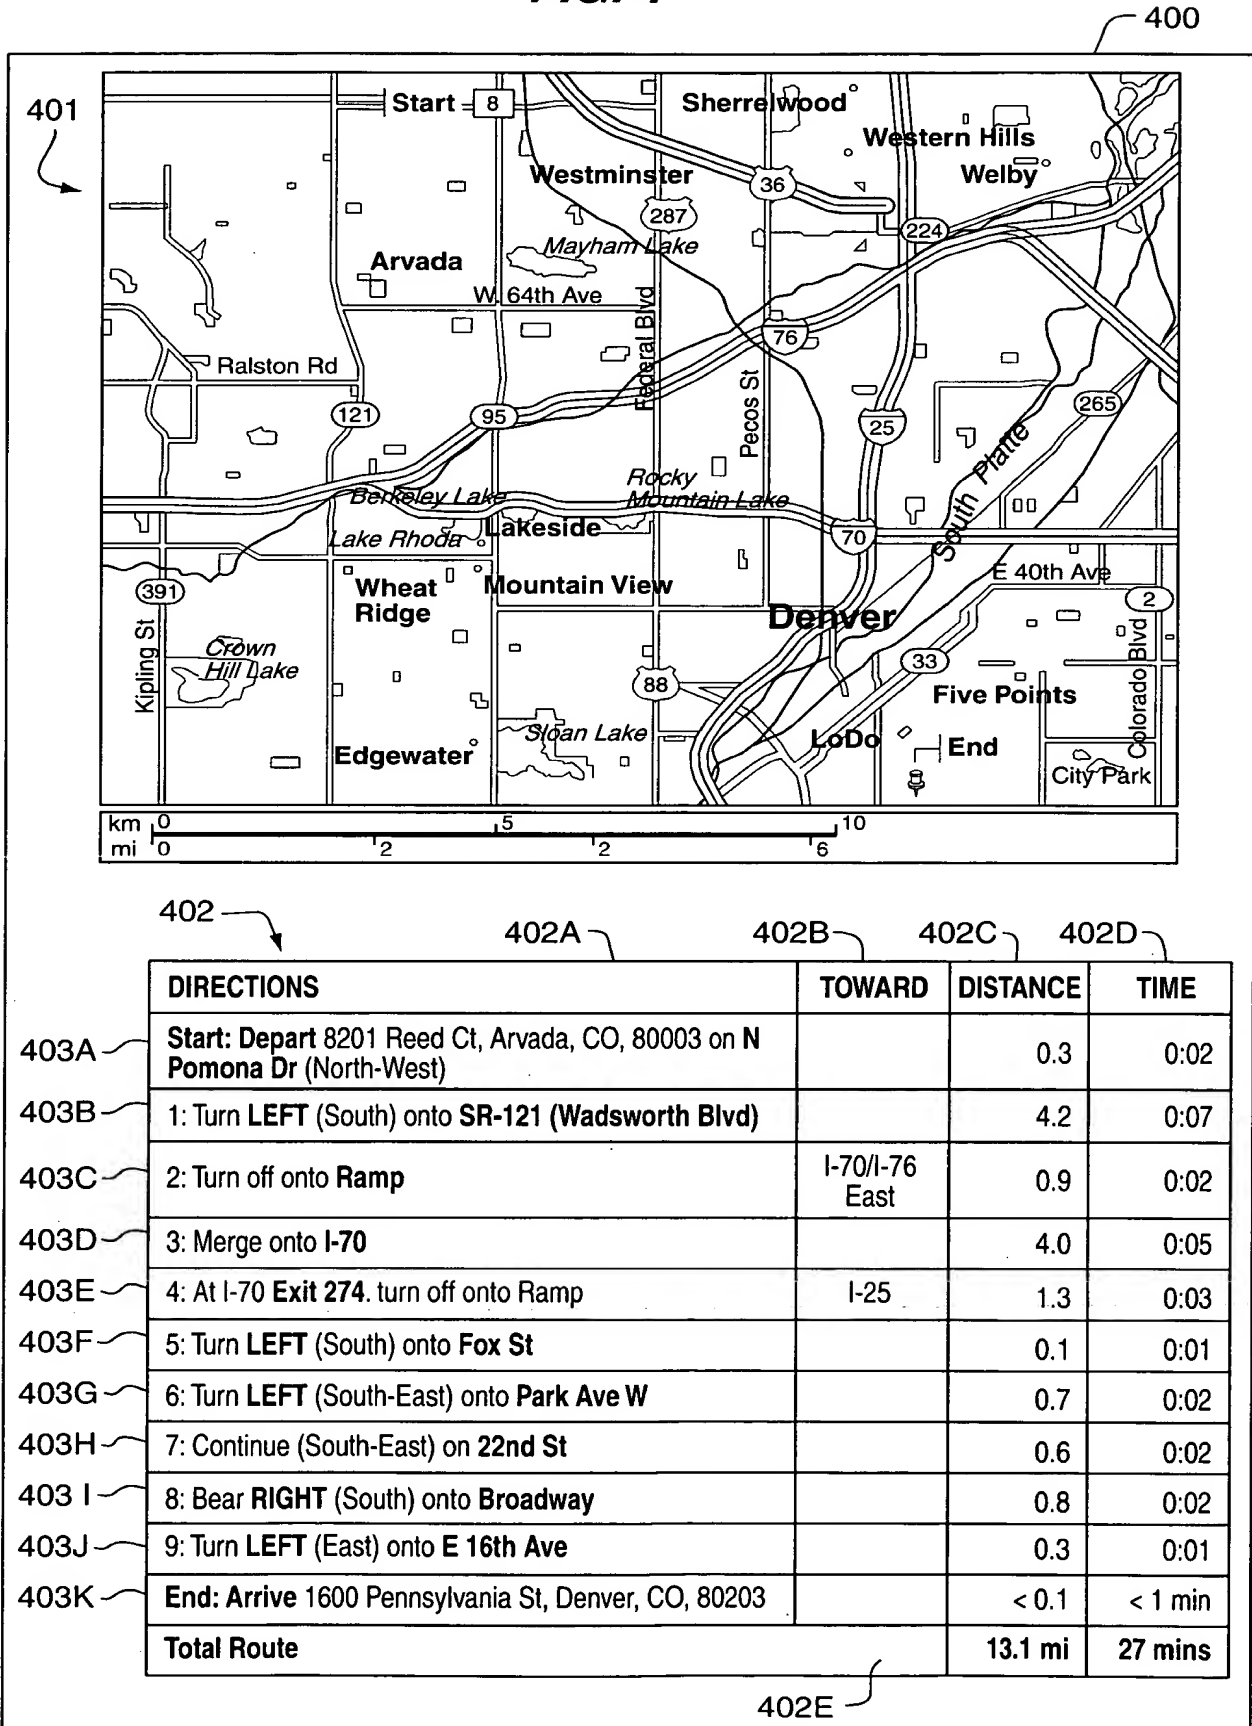 400
401
Start
8
Sherrelwood
Western Hills
Welby
Westminster
36
287
224
Mayham Lake
Arvada
W. 64th Ave
Federal Blvd
76
Ralston Rd
121
95
Pecos St
25
265
South Platte
Rocky
Mountain Lake
Berkeley Lake
Lakeside
Lake Rhoda
70
E 40th Ave
391
Wheat
Ridge
Mountain View
Denver
2
Kipling St
Crown
Hill Lake
88
33
Five Points
Colorado Blvd
Sloan Lake
LoDo
End
Edgewater
City Park
km 0 5 10
mi 0 2 2 6
402
402A
402B
402C
402D
DIRECTIONS TOWARD DISTANCE TIME
403A
Start: Depart 8201 Reed Ct, Arvada, CO, 80003 on N
Pomona Dr (North-West)
0.3 0:02
403B 1: Turn LEFT (South) onto SR-121 (Wadsworth Blvd) 4.2 0:07
403C 2: Turn off onto Ramp
I-70/I-76
East
0.9 0:02
403D 3: Merge onto I-70 4.0 0:05
403E 4: At I-70 Exit 274. turn off onto Ramp I-25 1.3 0:03
403F 5: Turn LEFT (South) onto Fox St 0.1 0:01
403G 6: Turn LEFT (South-East) onto Park Ave W 0.7 0:02
403H 7: Continue (South-East) on 22nd St 0.6 0:02
403 I 8: Bear RIGHT (South) onto Broadway 0.8 0:02
403J 9: Turn LEFT (East) onto E 16th Ave 0.3 0:01
403K End: Arrive 1600 Pennsylvania St, Denver, CO, 80203 < 0.1 < 1 min
Total Route 13.1 mi 27 mins
402E